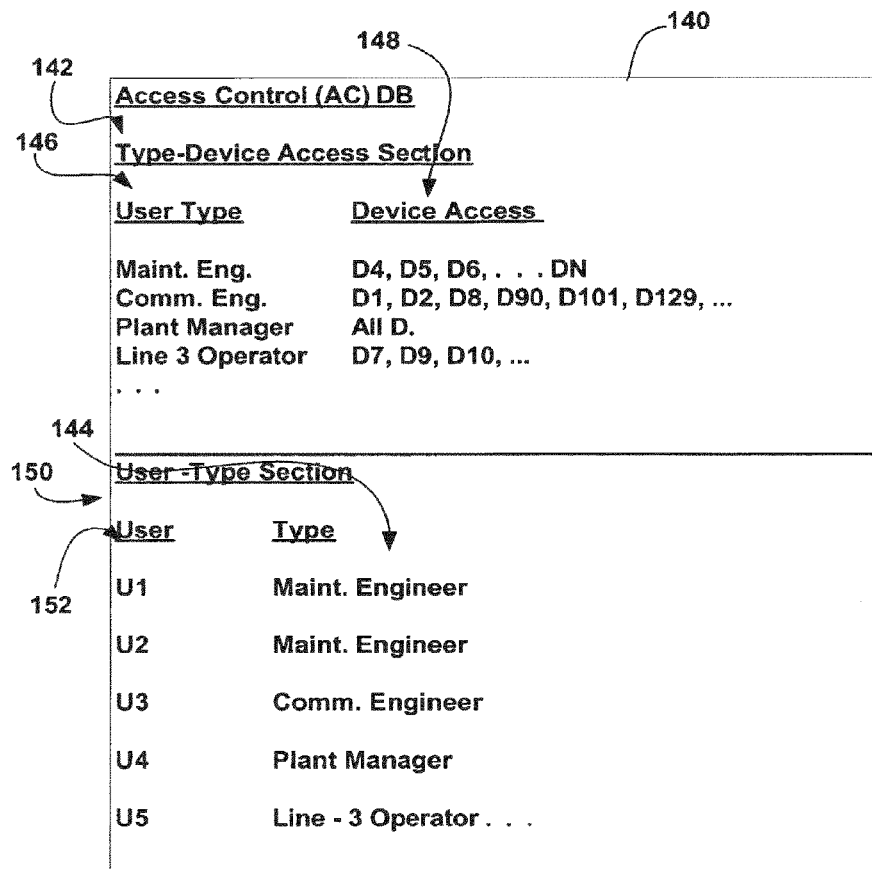 140
148
142
Access Control (AC) DB
Type-Device Access Section
146
User Type Device Access
Maint. Eng. D4, D5, D6, . . . DN
Comm. Eng. D1, D2, D8, D90, D101, D129, ...
Plant Manager All D.
Line 3 Operator D7, D9, D10, ...
. . .
144
User -Type Section
150
User Type
152
U1 Maint. Engineer
U2 Maint. Engineer
U3 Comm. Engineer
U4 Plant Manager
U5 Line - 3 Operator . . .